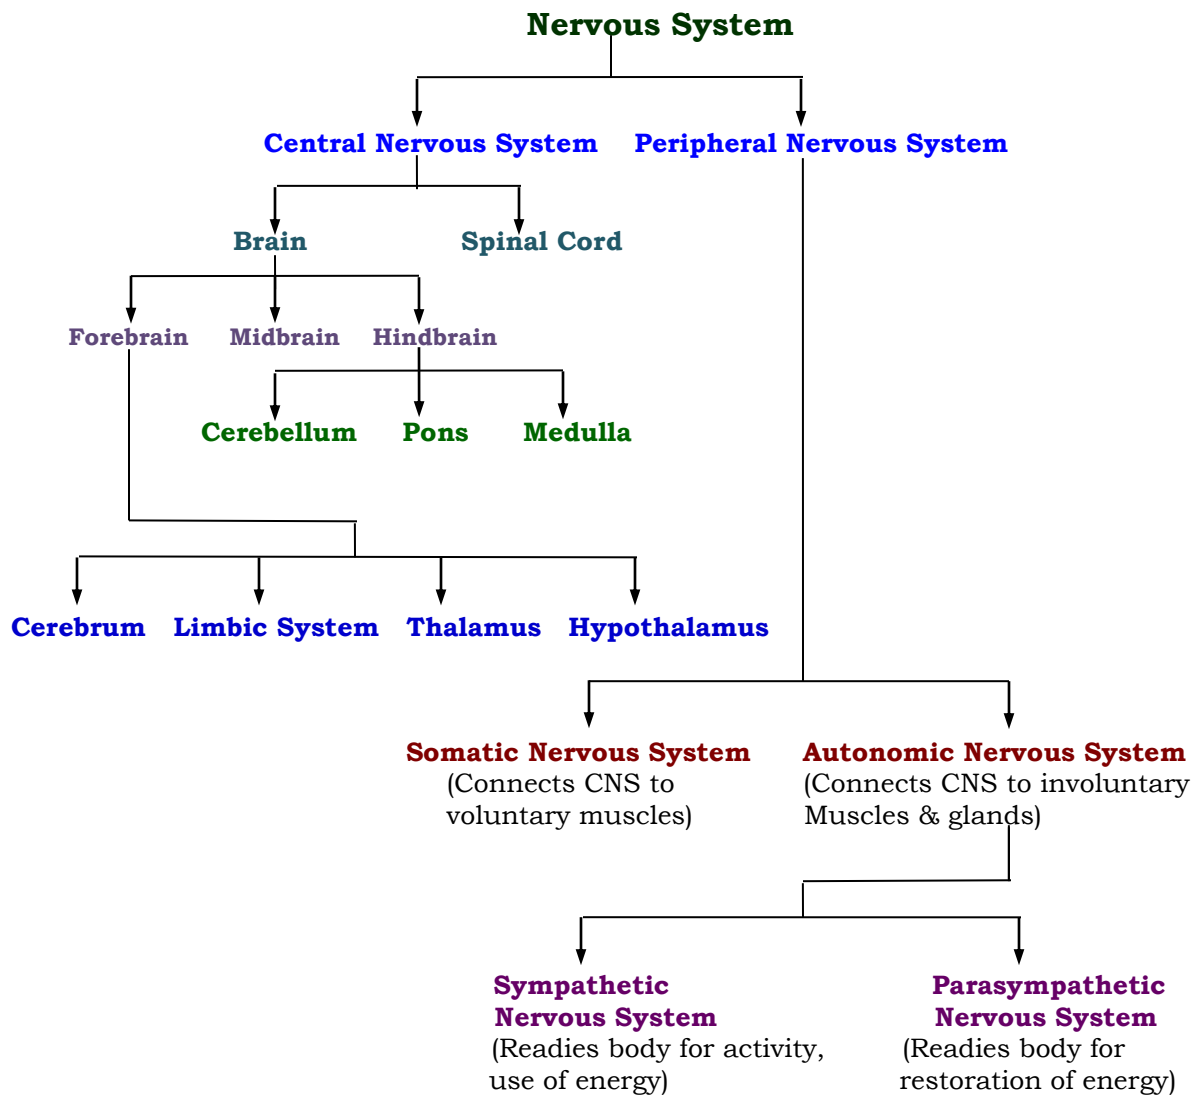 Nervous System
Central Nervous System
Peripheral Nervous System
Brain
Spinal Cord
Forebrain
Midbrain
Hindbrain
Cerebellum
Pons
Medulla
Cerebrum
Limbic System
Thalamus
Hypothalamus
Somatic Nervous System
(Connects CNS to
voluntary muscles)
Autonomic Nervous System
(Connects CNS to involuntary
Muscles & glands)
Sympathetic
Nervous System
(Readies body for activity,
use of energy)
Parasympathetic
Nervous System
(Readies body for
restoration of energy)